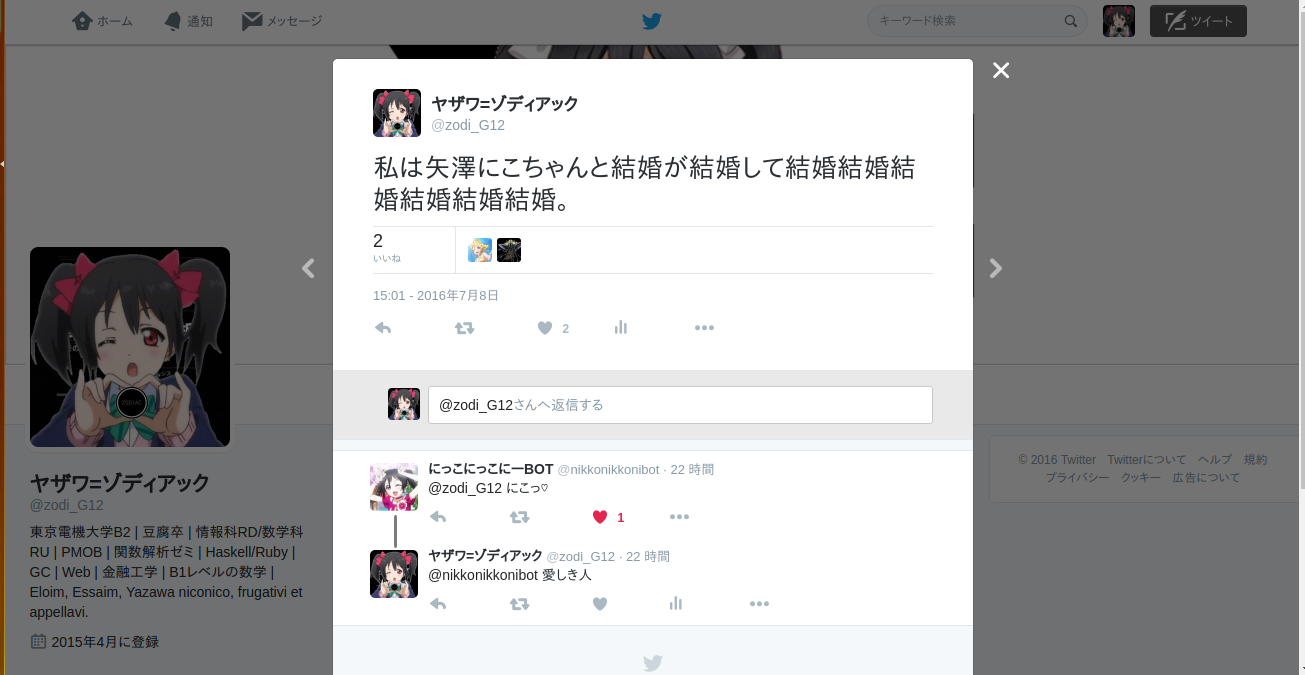 ホーム
通知
メッセージ
キーワード検索
ツイート
ヤザワ=ゾディアック
@zodi_G12
私は矢澤にこちゃんと結婚が結婚して結婚結婚結
婚結婚結婚結婚。
2
いいね
15:01 - 2016年7月8日
2
@zodi_G12さんへ返信する
にっこにっこにーBOT @nikkonikkonibot · 22 時間
@zodi_G12 にこっ♡
1
ヤザワ=ゾディアック @zodi_G12 · 22 時間
@nikkonikkonibot 愛しき人
ZODIAC
ヤザワ=ゾディアック
@zodi_G12
東京電機大学B2 | 豆腐卒 | 情報科RD/数学科
RU | PMOB | 関数解析ゼミ | Haskell/Ruby |
GC | Web | 金融工学 | B1レベルの数学 |
Eloim, Essaim, Yazawa niconico, frugativi et
appellavi.
2015年4月に登録
© 2016 Twitter Twitterについて ヘルプ 規約
プライバシー クッキー 広告について